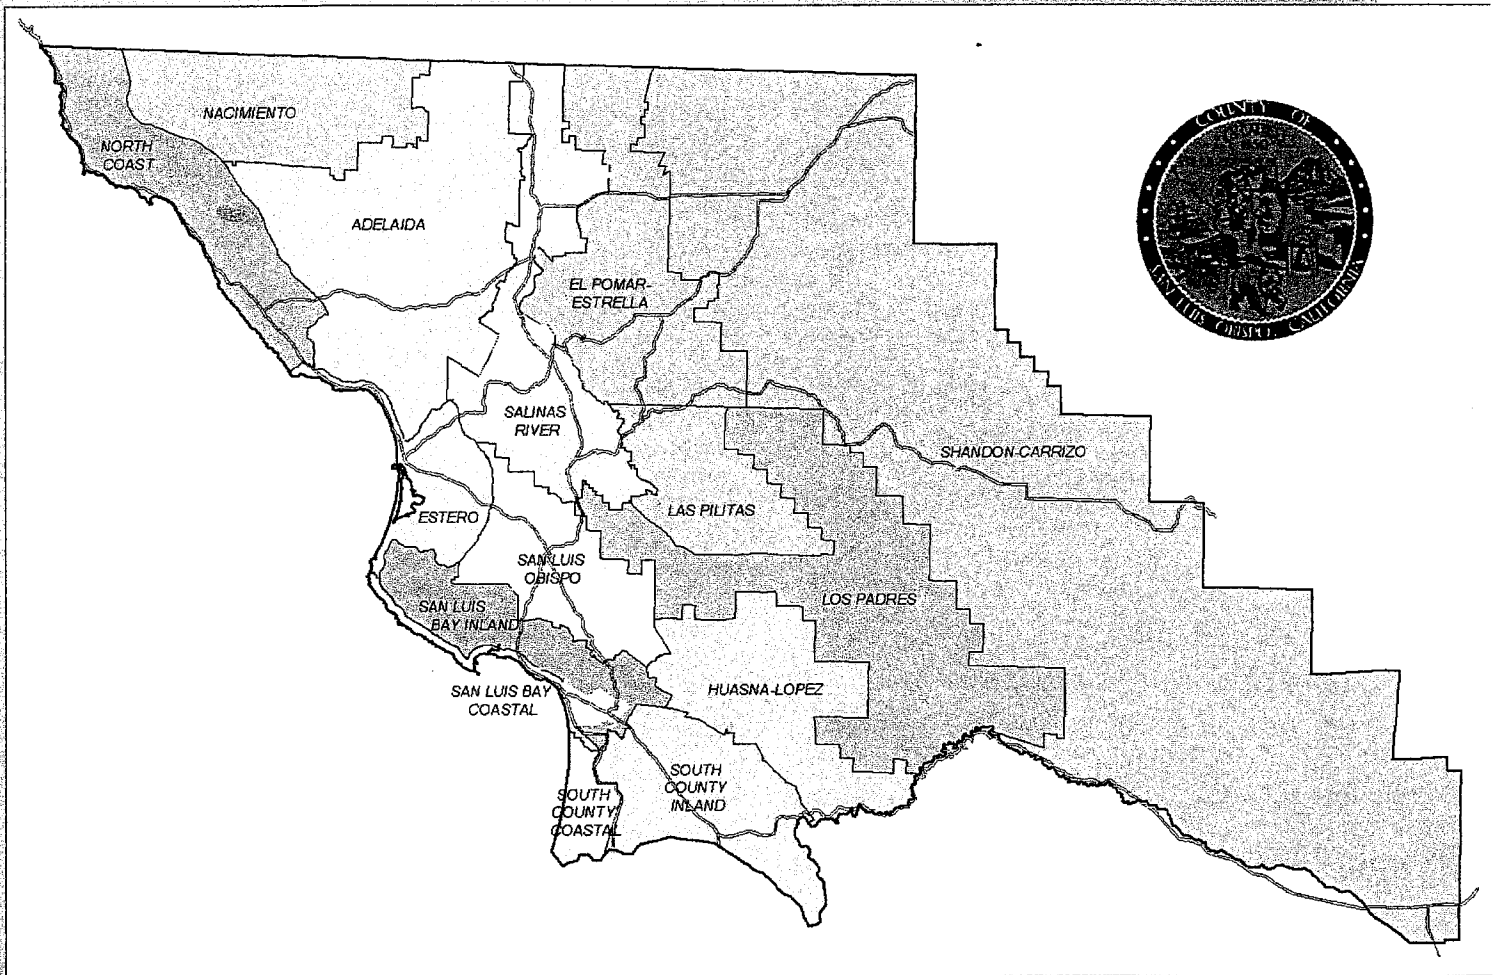 NACIMIENTO
NORTH
COAST
ADELAIDA
COUNTY OF
SAN LUIS OBISPO, CALIFORNIA
EL POMAR-
ESTRELLA
SALINAS
RIVER
SHANDON-CARRIZO
ESTERO
LAS PILITAS
SAN LUIS
OBISPO
SAN LUIS
BAY INLAND
LOS PADRES
SAN LUIS BAY
COASTAL
HUASNA-LOPEZ
SOUTH
COUNTY
INLAND
SOUTH
COUNTY
COASTAL